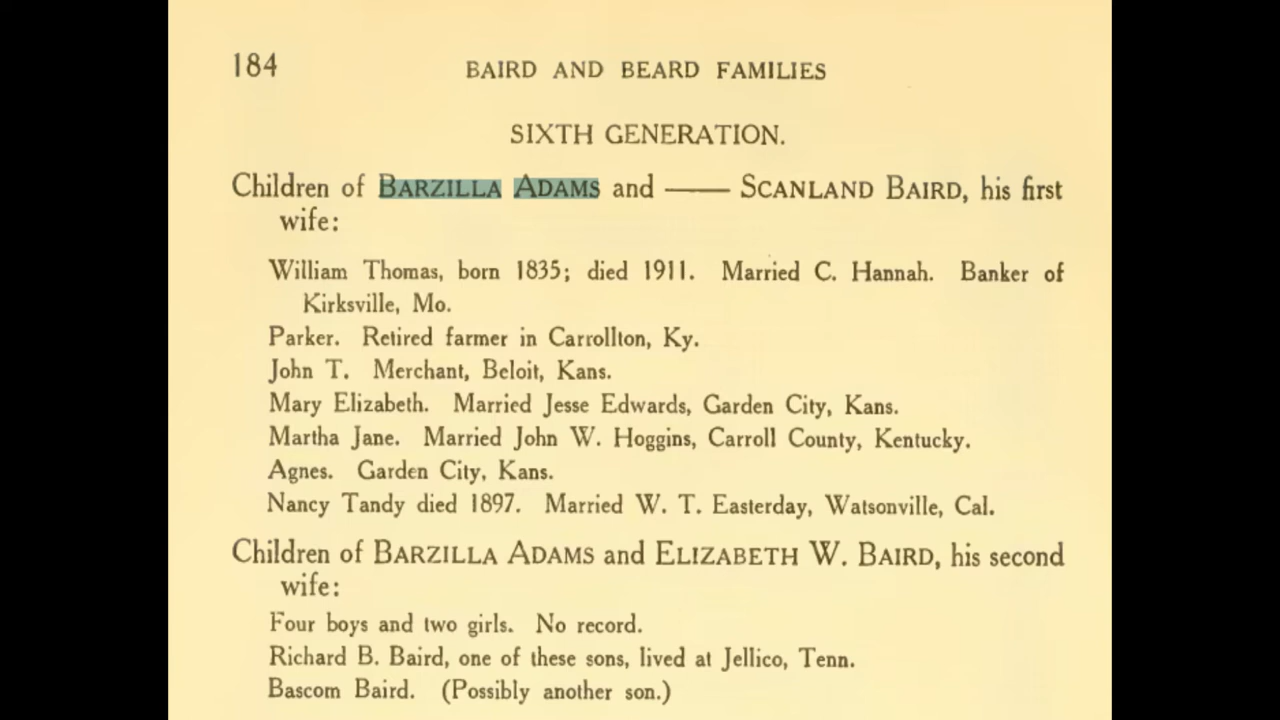 184
BAIRD AND BEARD FAMILIES
SIXTH GENERATION.
Children of BARZILLA ADAMS and —— SCANLAND BAIRD, his first
wife:
William Thomas, born 1835; died 1911. Married C. Hannah. Banker of
Kirksville, Mo.
Parker. Retired farmer in Carrollton, Ky.
John T. Merchant, Beloit, Kans.
Mary Elizabeth. Married Jesse Edwards, Garden City, Kans.
Martha Jane. Married John W. Hoggins, Carroll County, Kentucky.
Agnes. Garden City, Kans.
Nancy Tandy died 1897. Married W. T. Easterday, Watsonville, Cal.
Children of BARZILLA ADAMS and ELIZABETH W. BAIRD, his second
wife:
Four boys and two girls. No record.
Richard B. Baird, one of these sons, lived at Jellico, Tenn.
Bascom Baird. (Possibly another son.)